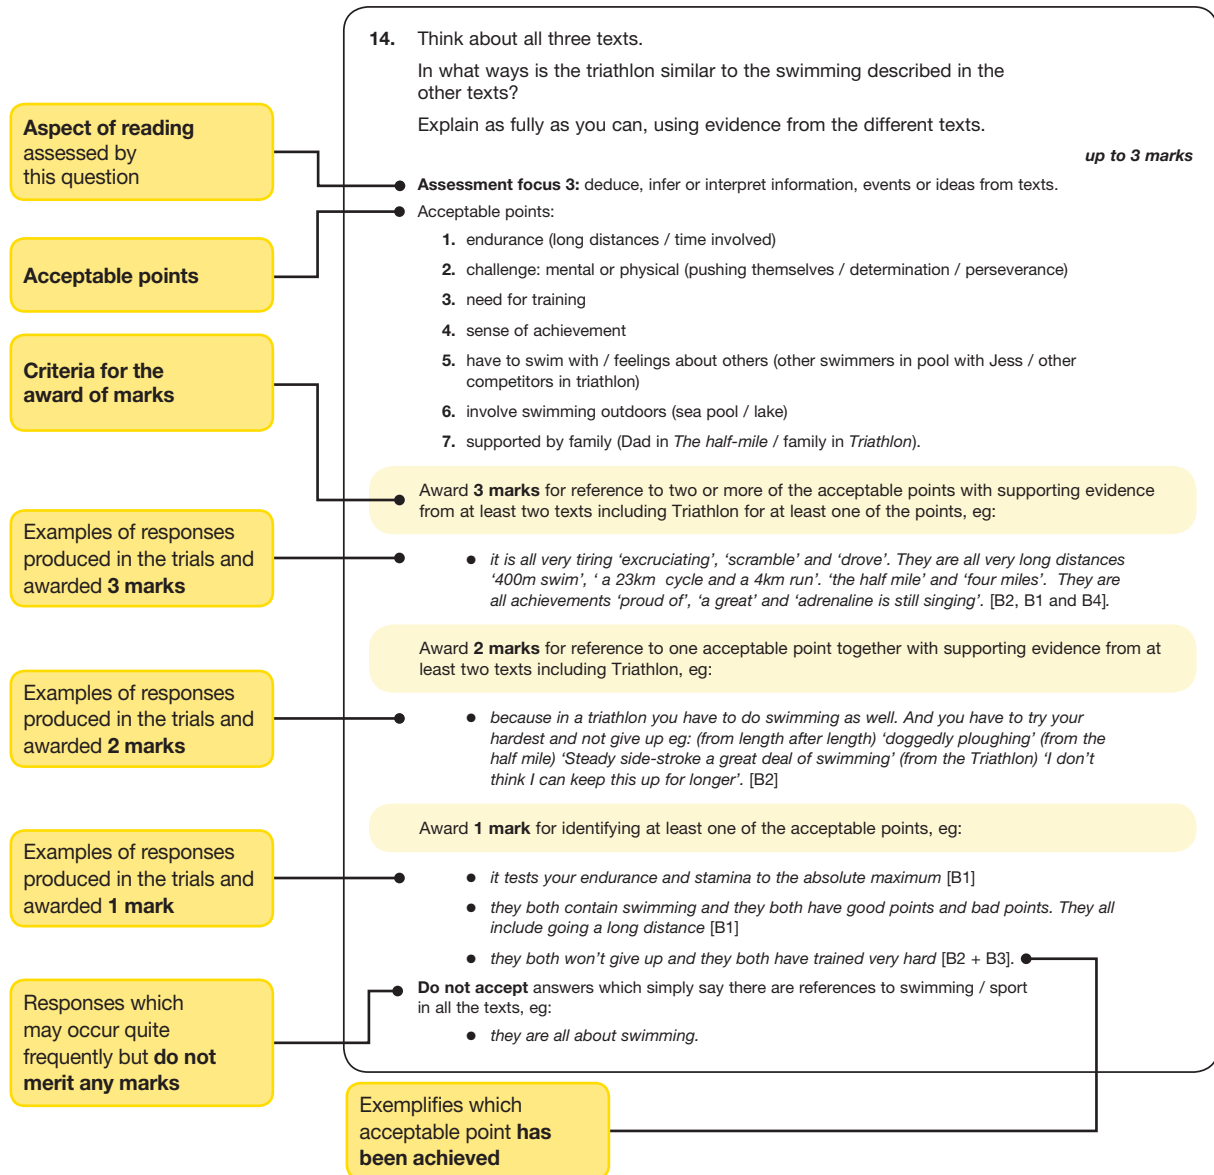 14. Think about all three texts.
In what ways is the triathlon similar to the swimming described in the
other texts?
Explain as fully as you can, using evidence from the different texts.
up to 3 marks
Aspect of reading
assessed by
this question
Assessment focus 3: deduce, infer or interpret information, events or ideas from texts.
Acceptable points
Acceptable points:
1. endurance (long distances / time involved)
2. challenge: mental or physical (pushing themselves / determination / perseverance)
3. need for training
4. sense of achievement
5. have to swim with / feelings about others (other swimmers in pool with Jess / other
competitors in triathlon)
6. involve swimming outdoors (sea pool / lake)
7. supported by family (Dad in The half-mile / family in Triathlon).
Criteria for the
award of marks
Award 3 marks for reference to two or more of the acceptable points with supporting evidence
from at least two texts including Triathlon for at least one of the points, eg:
Examples of responses
produced in the trials and
awarded 3 marks
● it is all very tiring ‘excruciating’, ‘scramble’ and ‘drove’. They are all very long distances
‘400m swim’, ‘ a 23km cycle and a 4km run’. ‘the half mile’ and ‘four miles’. They are
all achievements ‘proud of’, ‘a great’ and ‘adrenaline is still singing’. [B2, B1 and B4].
Award 2 marks for reference to one acceptable point together with supporting evidence from at
least two texts including Triathlon, eg:
Examples of responses
produced in the trials and
awarded 2 marks
● because in a triathlon you have to do swimming as well. And you have to try your
hardest and not give up eg: (from length after length) ‘doggedly ploughing’ (from the
half mile) ‘Steady side-stroke a great deal of swimming’ (from the Triathlon) ‘I don’t
think I can keep this up for longer’. [B2]
Award 1 mark for identifying at least one of the acceptable points, eg:
Examples of responses
produced in the trials and
awarded 1 mark
● it tests your endurance and stamina to the absolute maximum [B1]
● they both contain swimming and they both have good points and bad points. They all
include going a long distance [B1]
● they both won’t give up and they both have trained very hard [B2 + B3].
Responses which
may occur quite
frequently but do not
merit any marks
Do not accept answers which simply say there are references to swimming / sport
in all the texts, eg:
● they are all about swimming.
Exemplifies which
acceptable point has
been achieved